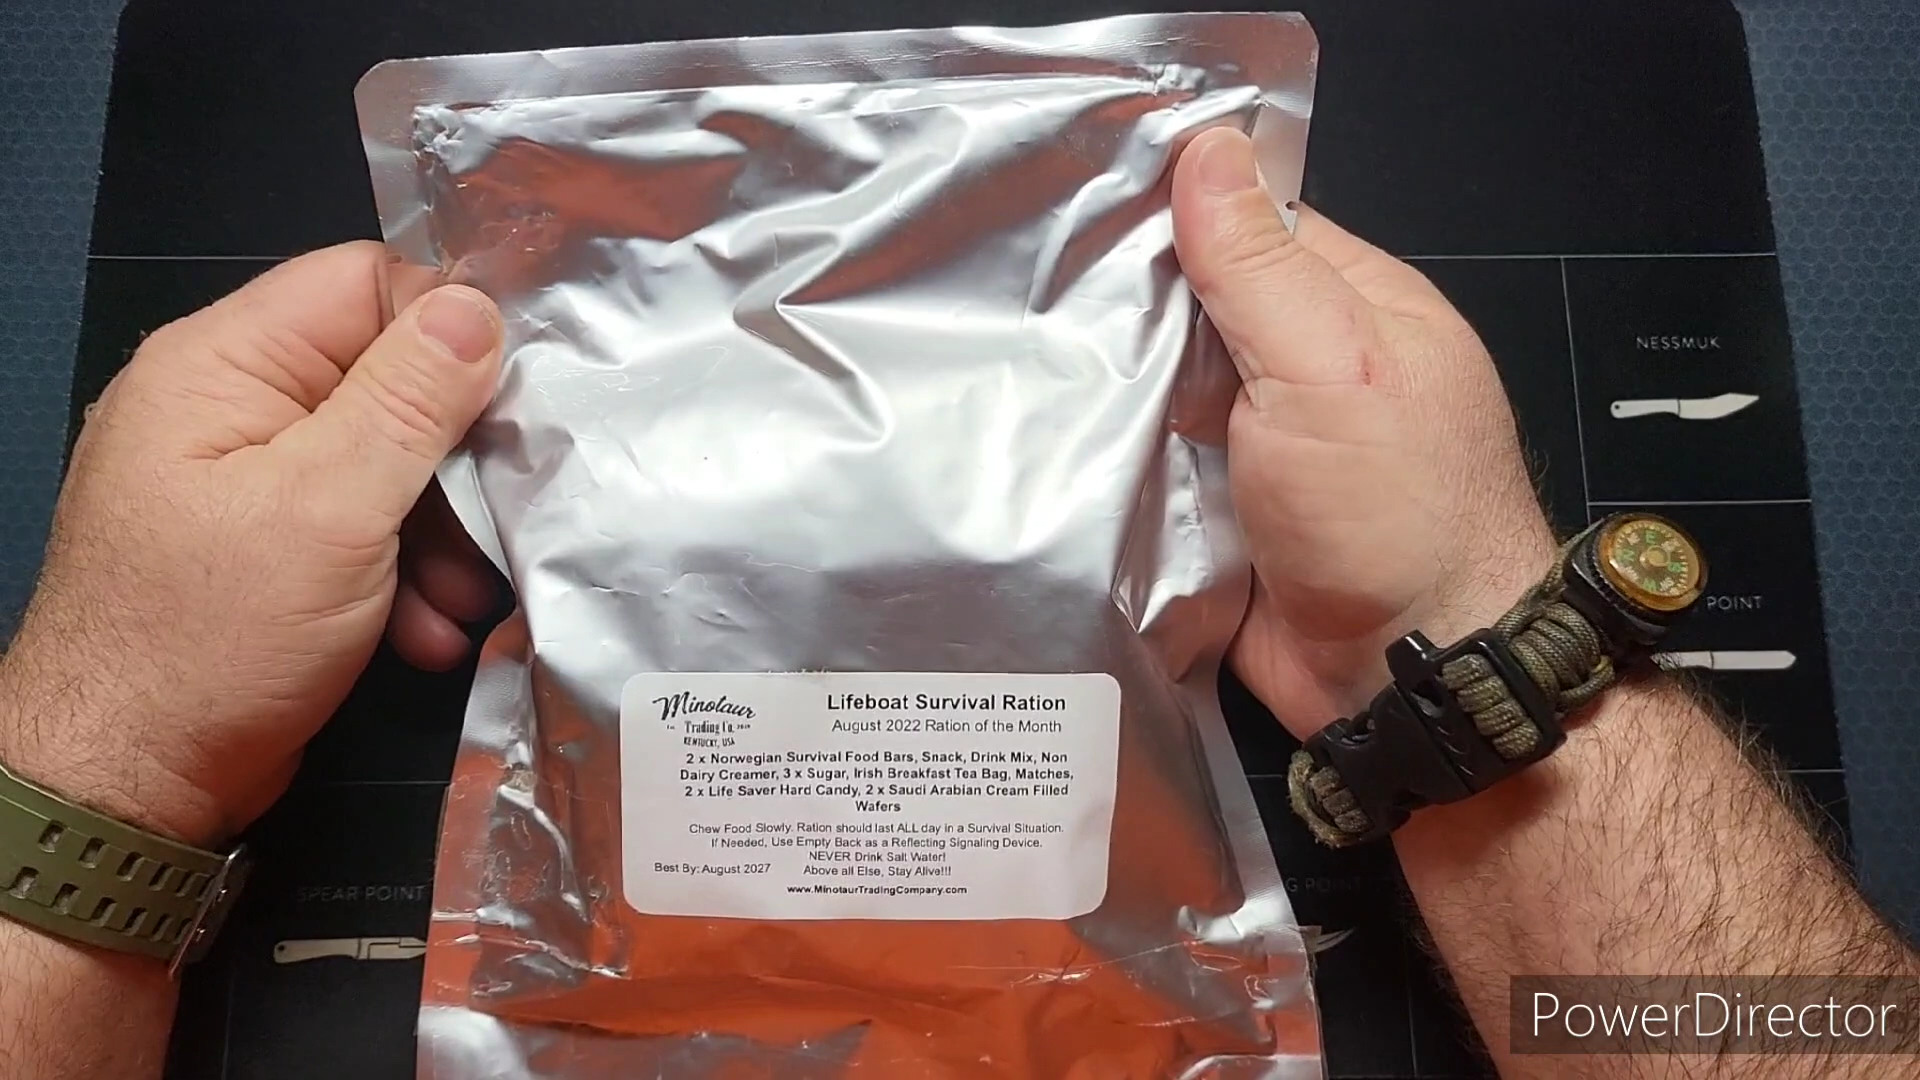 NESSMUK
POINT
Minotaur
Trading Co.
KENTUCKY, USA
Lifeboat Survival Ration
August 2022 Ration of the Month
2 x Norwegian Survival Food Bars, Snack, Drink Mix, Non
Dairy Creamer, 3 x Sugar, Irish Breakfast Tea Bag, Matches,
2 x Life Saver Hard Candy, 2 x Saudi Arabian Cream Filled
Wafers
Chew Food Slowly. Ration should last ALL day in a Survival Situation.
If Needed, Use Empty Back as a Reflecting Signaling Device.
NEVER Drink Salt Water!
Best By: August 2027
Above all Else, Stay Alive!!!
www.MinotaurTradingCompany.com
SPEAR POINT
G POINT
PowerDirector